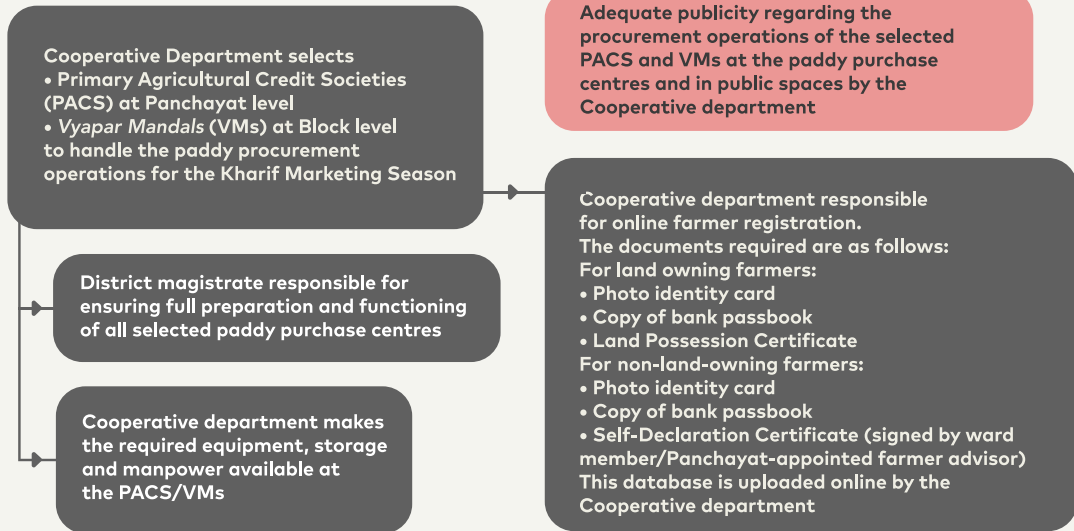 Cooperative Department selects
• Primary Agricultural Credit Societies
(PACS) at Panchayat level
• Vyapar Mandals (VMs) at Block level
to handle the paddy procurement
operations for the Kharif Marketing Season
Adequate publicity regarding the
procurement operations of the selected
PACS and VMs at the paddy purchase
centres and in public spaces by the
Cooperative department
District magistrate responsible for
ensuring full preparation and functioning
of all selected paddy purchase centres
Cooperative department makes
the required equipment, storage
and manpower available at
the PACS/VMs
Cooperative department responsible
for online farmer registration.
The documents required are as follows:
For land owning farmers:
• Photo identity card
• Copy of bank passbook
• Land Possession Certificate
For non-land-owning farmers:
• Photo identity card
• Copy of bank passbook
• Self-Declaration Certificate (signed by ward
member/Panchayat-appointed farmer advisor)
This database is uploaded online by the
Cooperative department